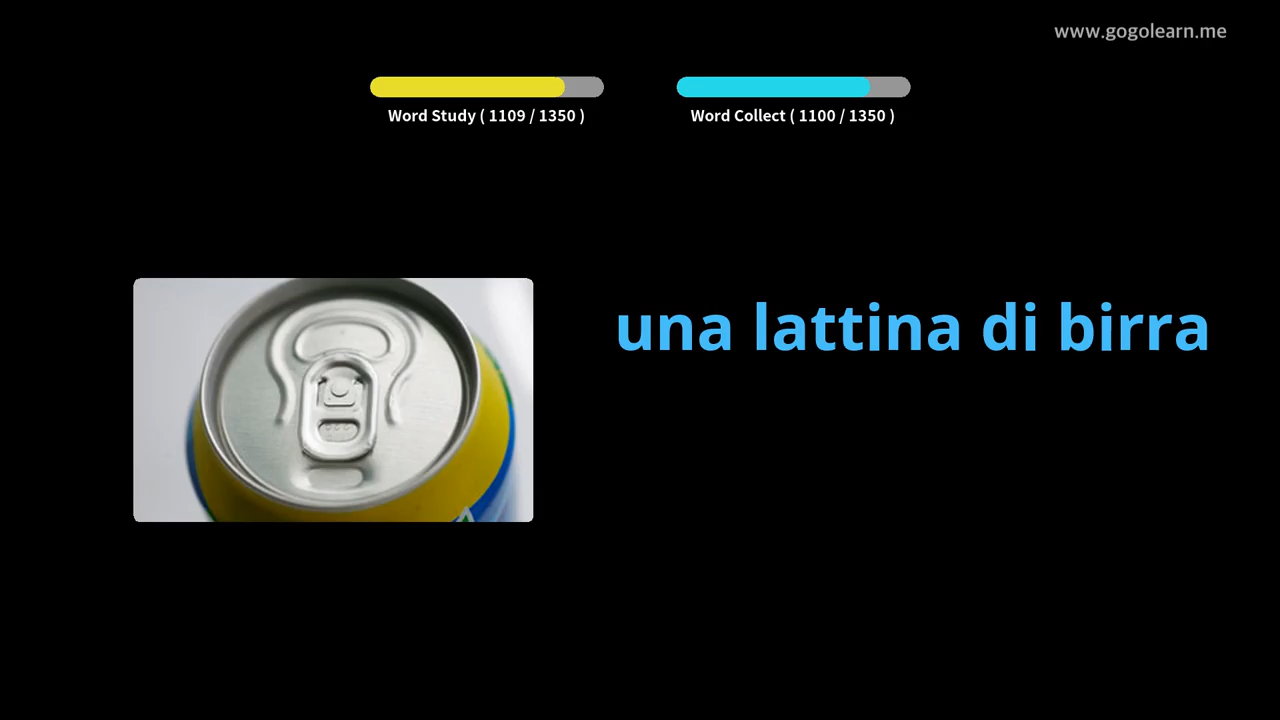 www.gogolearn.me
Word Study ( 1109 / 1350 )
Word Collect ( 1100 / 1350 )
una lattina di birra